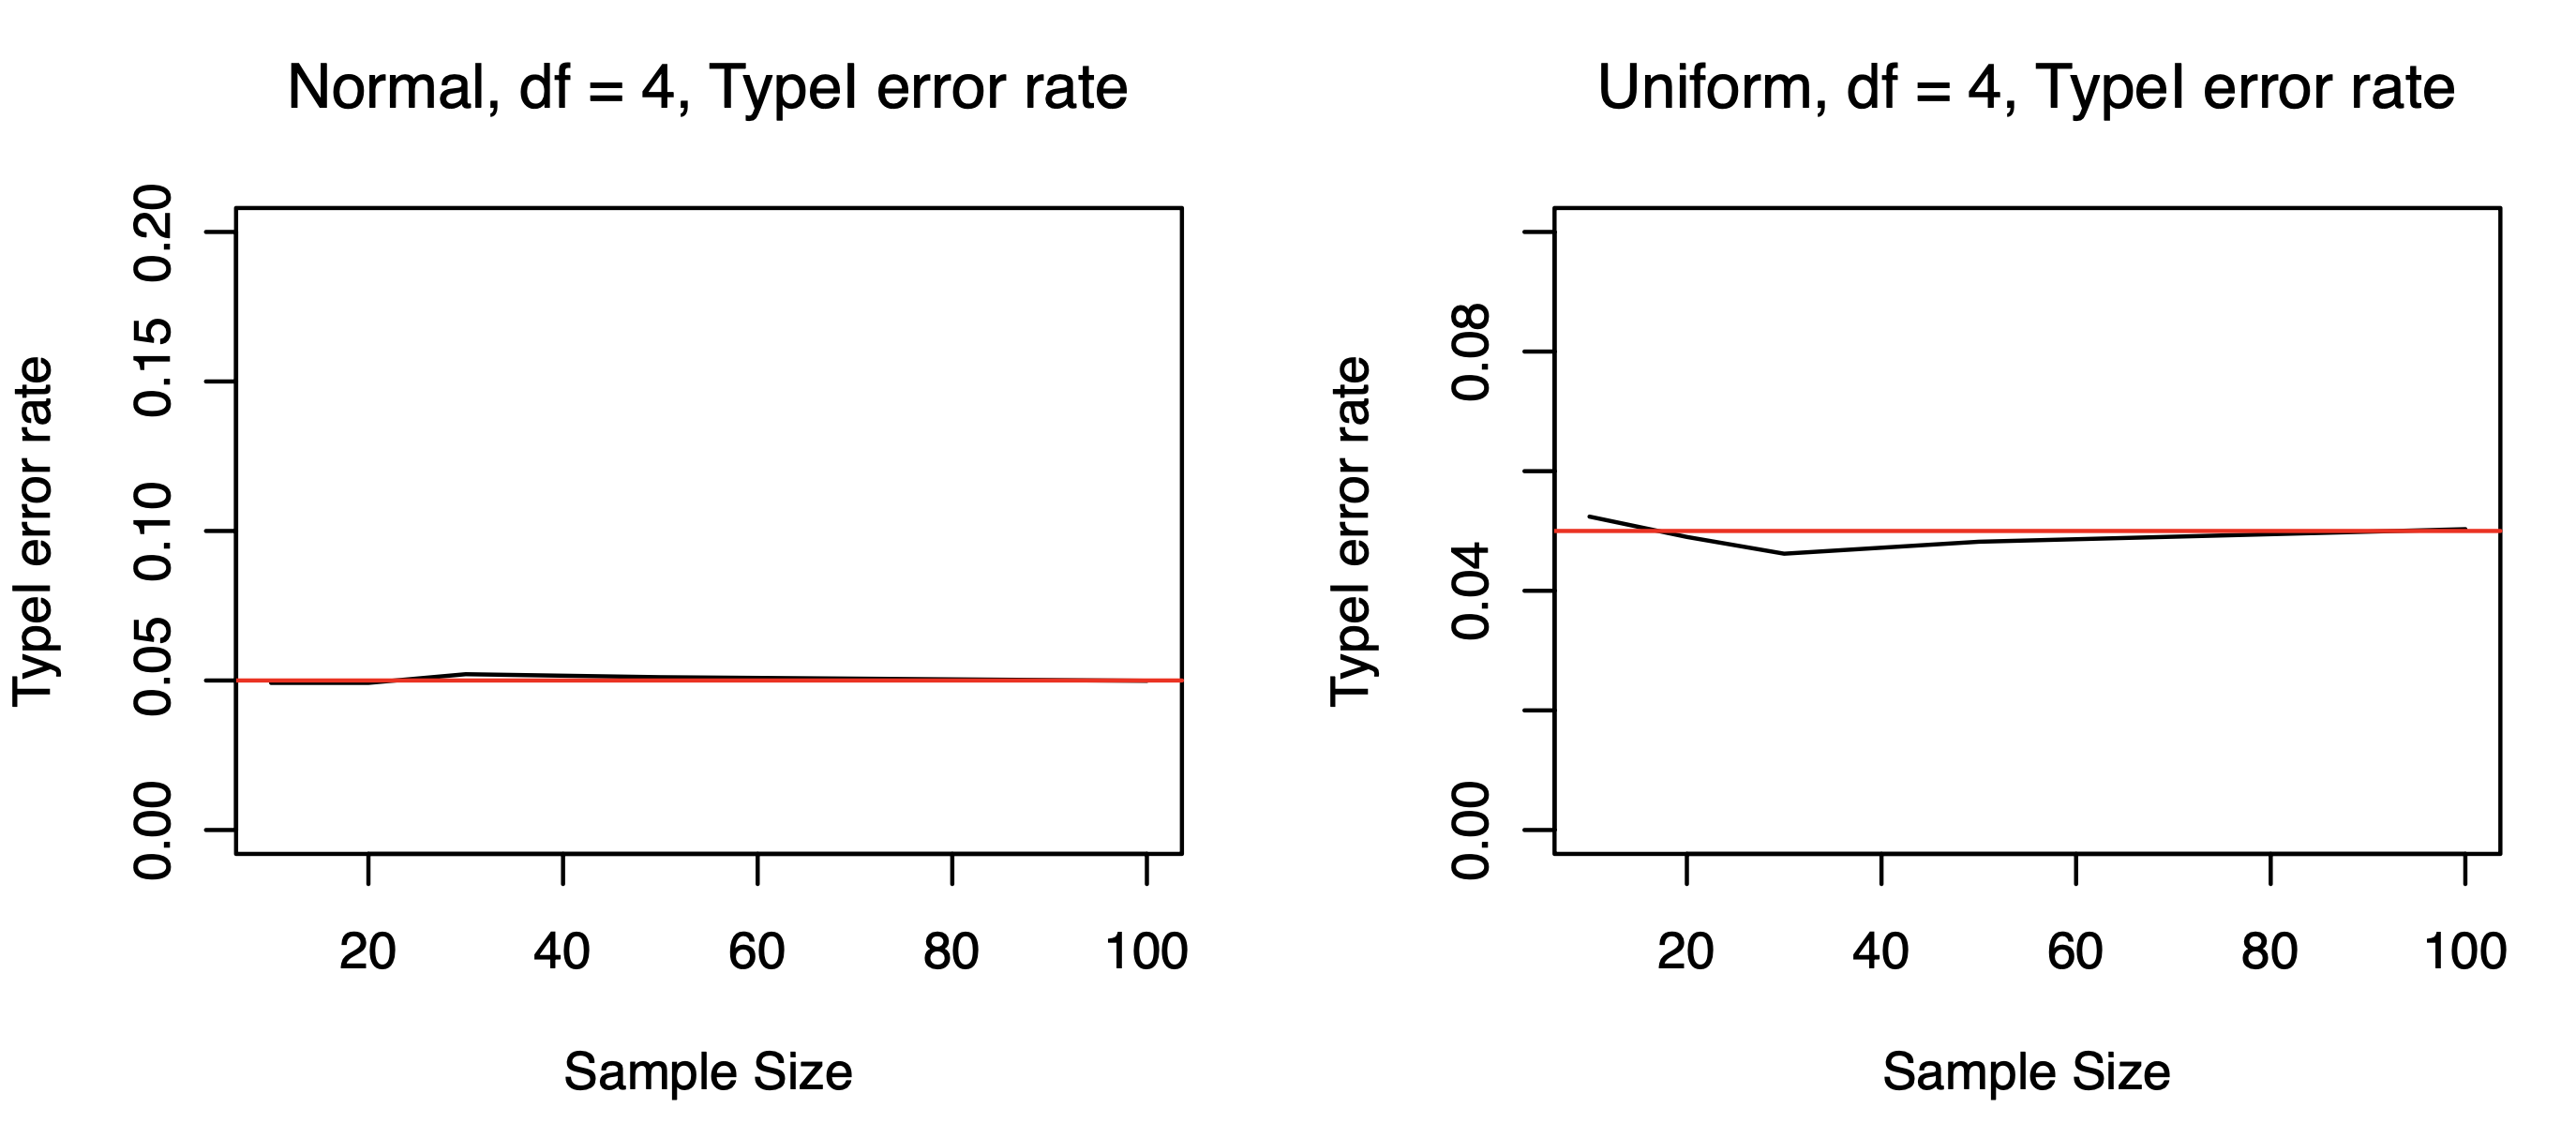 Normal, df = 4, TypeI error rate
TypeI error rate
0.20
0.15
0.10
0.05
0.00
20 40 60 80 100
Sample Size
Uniform, df = 4, TypeI error rate
TypeI error rate
0.08
0.04
0.00
20 40 60 80 100
Sample Size